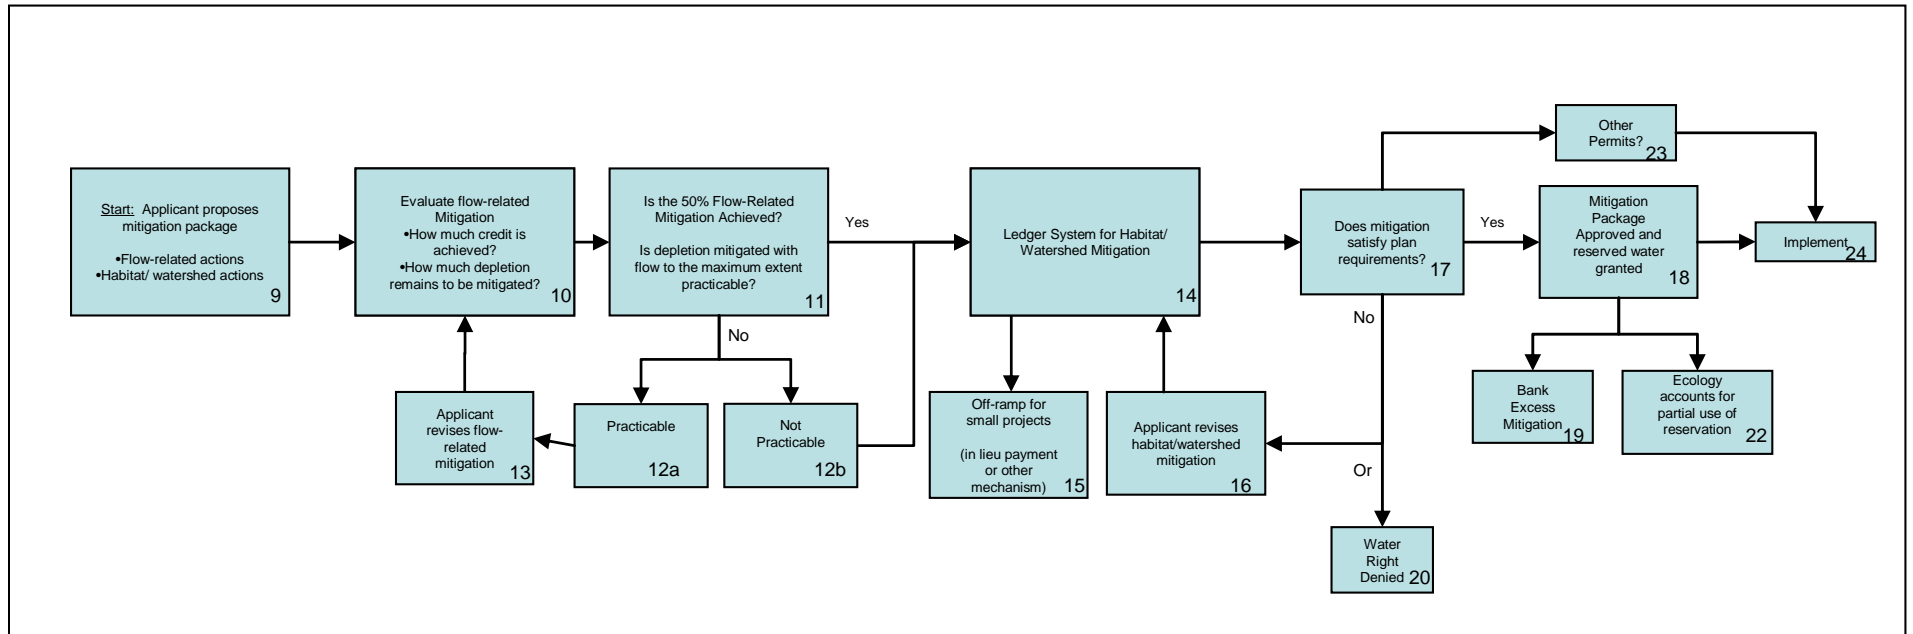 Start: Applicant proposes
mitigation package
•Flow-related actions
•Habitat/ watershed actions
9
Evaluate flow-related
Mitigation
•How much credit is
achieved?
•How much depletion
remains to be mitigated?
10
Is the 50% Flow-Related
Mitigation Achieved?
Is depletion mitigated with
flow to the maximum extent
practicable?
11
Yes
No
Practicable
12a
Not
Practicable
12b
Applicant
revises flow-
related
mitigation
13
Ledger System for Habitat/
Watershed Mitigation
14
Off-ramp for
small projects
(in lieu payment
or other
mechanism)
15
Applicant revises
habitat/watershed
mitigation
16
Does mitigation
satisfy plan
requirements?
17
Yes
No
Or
Water
Right
Denied
20
Other
Permits?
23
Mitigation
Package
Approved and
reserved water
granted
18
Implement
24
Bank
Excess
Mitigation
19
Ecology
accounts for
partial use of
reservation
22